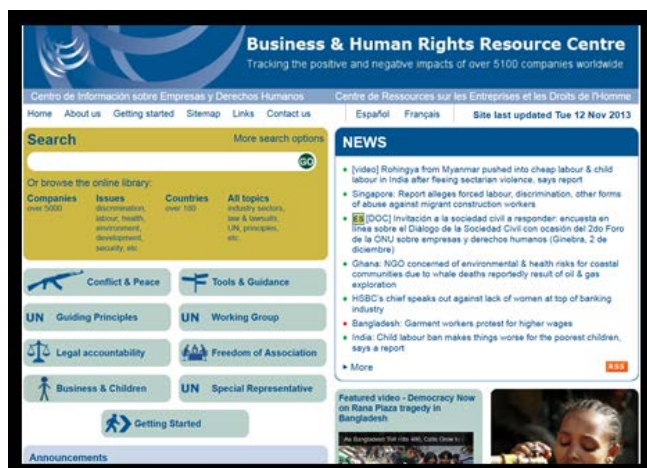 Business & Human Rights Resource Centre
Tracking the positive and negative impacts of over 5100 companies worldwide
Centro de Información sobre Empresas y Derechos Humanos
Centre de Ressources sur les Entreprises et les Droits de l'Homme
Home About us Getting started Sitemap Links Contact us
Español Français Site last updated Tue 12 Nov 2013
Search More search options
GO
Or browse the online library:
Companies Issues Countries All topics
over 5000 discrimination, over 100 industry sectors,
labour, health, law & lawsuits,
environment, UN, principles,
development, etc.
security, etc
Conflict & Peace Tools & Guidance
UN Guiding Principles UN Working Group
Legal accountability Freedom of Association
Business & Children UN Special Representative
Getting Started
Announcements
NEWS
[video] Rohingya from Myanmar pushed into cheap labour & child
labour in India after fleeing sectarian violence, says report
Singapore: Report alleges forced labour, discrimination, other forms
of abuse against migrant construction workers
ES [DOC] Invitación a la sociedad civil a responder: encuesta en
línea sobre el Diálogo de la Sociedad Civil con ocasión del 2do Foro
de la ONU sobre empresas y derechos humanos (Ginebra, 2 de
diciembre)
Ghana: NGO concerned of environmental & health risks for coastal
communities due to whale deaths reportedly result of oil & gas
exploration
HSBC's chief speaks out against lack of women at top of banking
industry
Bangladesh: Garment workers protest for higher wages
India: Child labour ban makes things worse for the poorest children,
says a report
More RSS
Featured video - Democracy Now
on Rana Plaza tragedy in
Bangladesh
As Bangladesh Toll Hits 400, Calls Grow